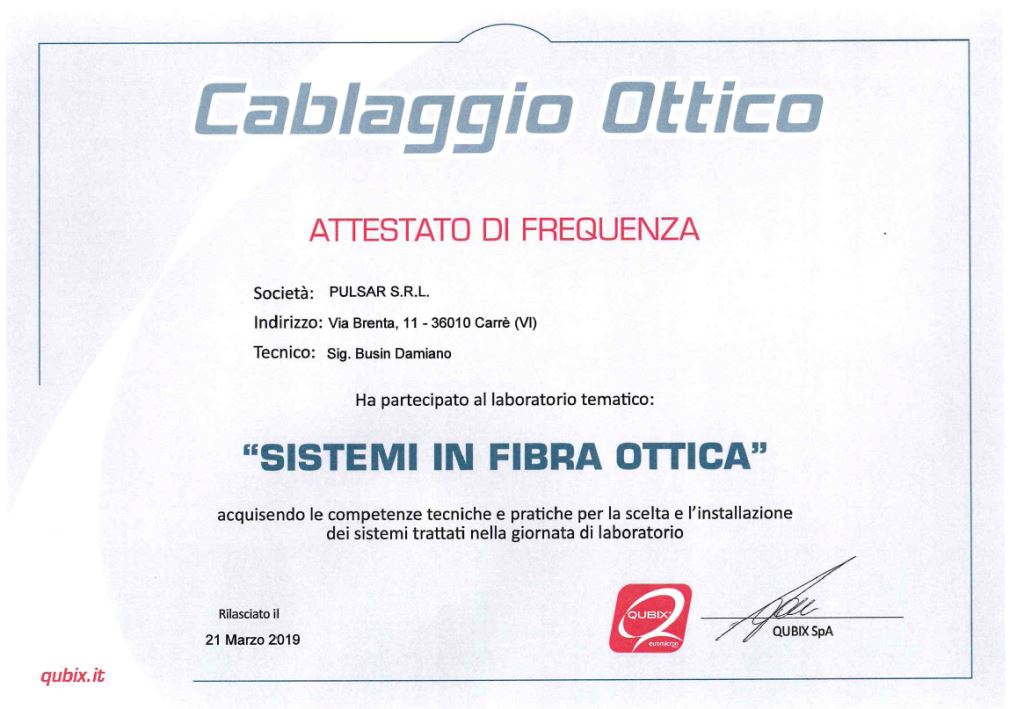 Cablaggio Ottico
ATTESTATO DI FREQUENZA
Società: PULSAR S.R.L.
Indirizzo: Via Brenta, 11 - 36010 Carrè (VI)
Tecnico: Sig. Busin Damiano
Ha partecipato al laboratorio tematico:
“SISTEMI IN FIBRA OTTICA”
acquisendo le competenze tecniche e pratiche per la scelta e l'installazione
dei sistemi trattati nella giornata di laboratorio
Rilasciato il
21 Marzo 2019
QUBIX
euromicron
QUBIX SpA
qubix.it